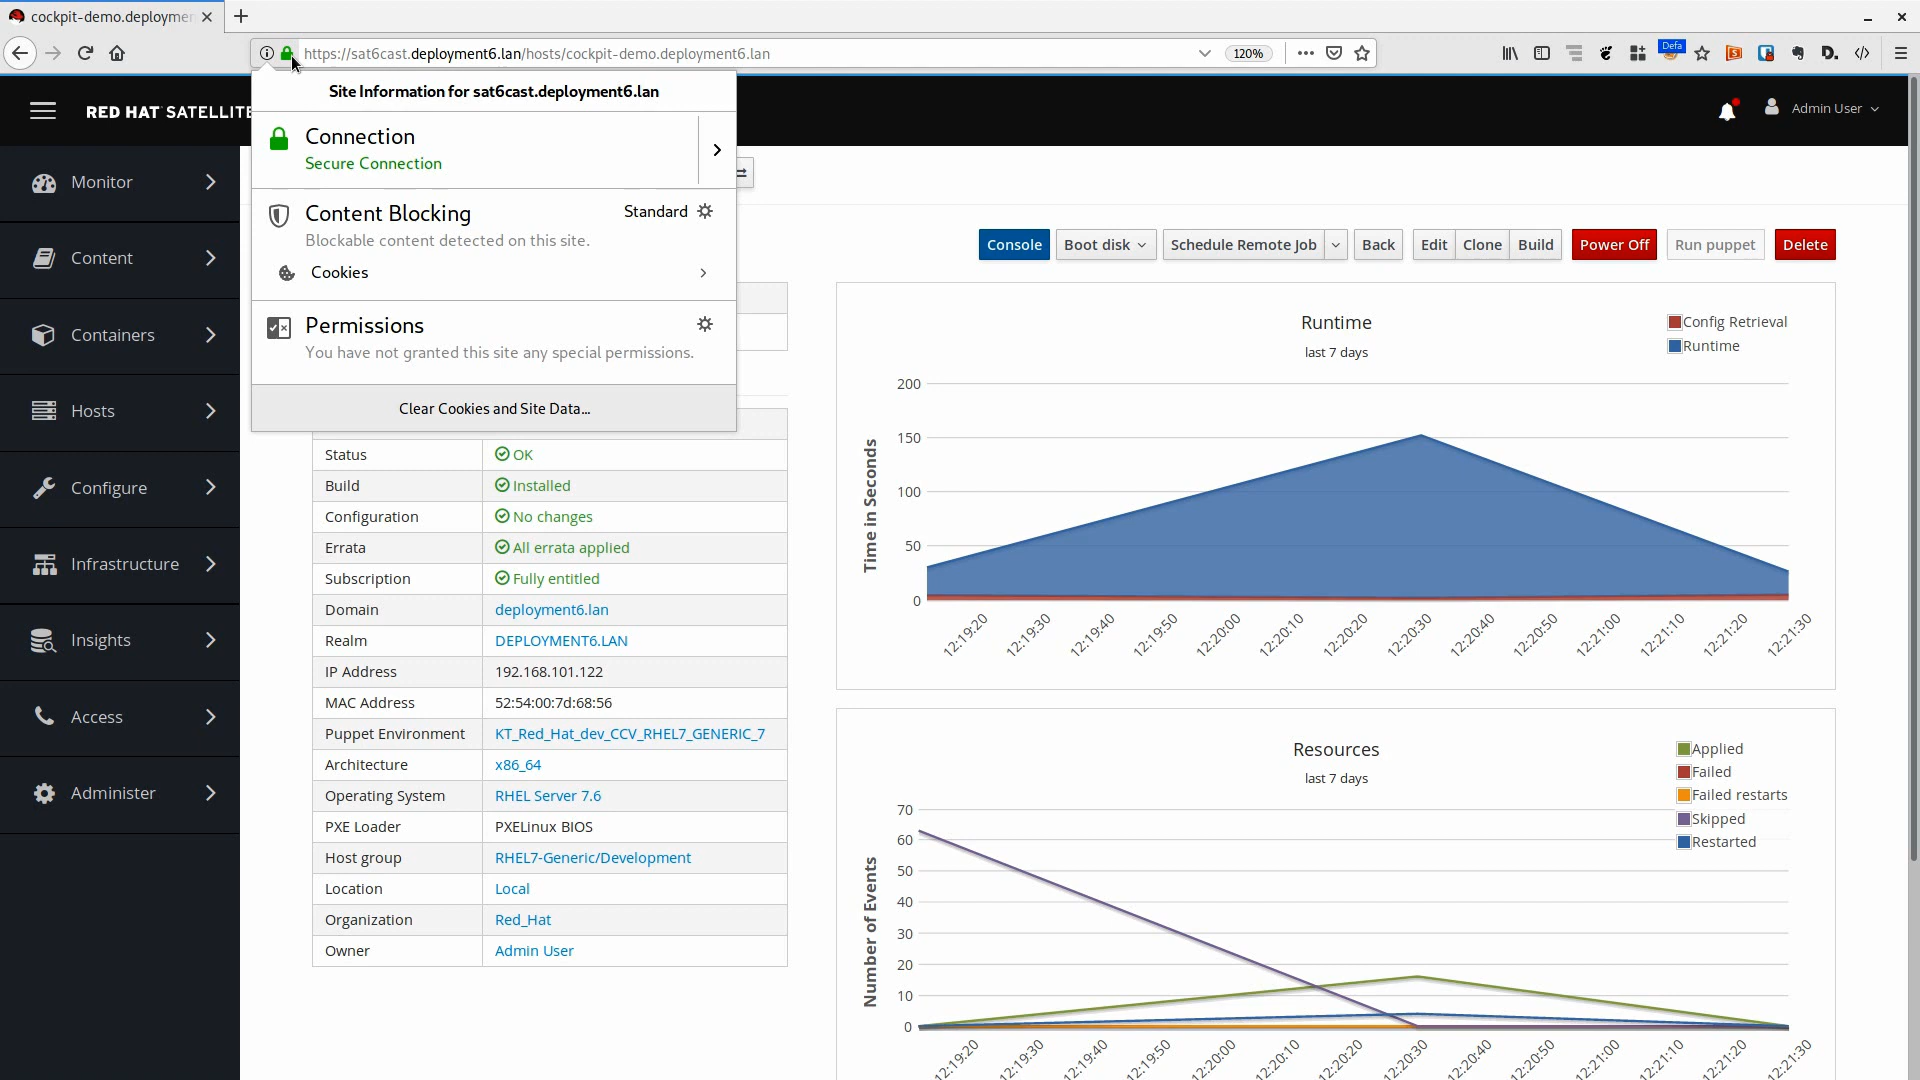 cockpit-demo.deployme
https://sat6cast.deployment6.lan/hosts/cockpit-demo.deployment6.lan
120%
Defa
Site Information for sat6cast.deployment6.lan
Connection
Secure Connection
Content Blocking
Standard
Blockable content detected on this site.
Cookies
Permissions
You have not granted this site any special permissions.
Clear Cookies and Site Data...
RED HAT SATELLITE
Admin User
Monitor
Content
Containers
Hosts
Configure
Infrastructure
Insights
Access
Administer
Console
Boot disk
Schedule Remote Job
Back
Edit
Clone
Build
Power Off
Run puppet
Delete
Status OK
Build Installed
Configuration No changes
Errata All errata applied
Subscription Fully entitled
Domain deployment6.lan
Realm DEPLOYMENT6.LAN
IP Address 192.168.101.122
MAC Address 52:54:00:7d:68:56
Puppet Environment KT_Red_Hat_dev_CCV_RHEL7_GENERIC_7
Architecture x86_64
Operating System RHEL Server 7.6
PXE Loader PXELinux BIOS
Host group RHEL7-Generic/Development
Location Local
Organization Red_Hat
Owner Admin User
Runtime
last 7 days
Config Retrieval
Runtime
Time in Seconds
200
150
100
50
0
12:19:20
12:19:30
12:19:40
12:19:50
12:20:00
12:20:10
12:20:20
12:20:30
12:20:40
12:20:50
12:21:00
12:21:10
12:21:20
12:21:30
Resources
last 7 days
Applied
Failed
Failed restarts
Skipped
Restarted
Number of Events
70
60
50
40
30
20
10
0
12:19:20
12:19:30
12:19:40
12:19:50
12:20:00
12:20:10
12:20:20
12:20:30
12:20:40
12:20:50
12:21:00
12:21:10
12:21:20
12:21:30